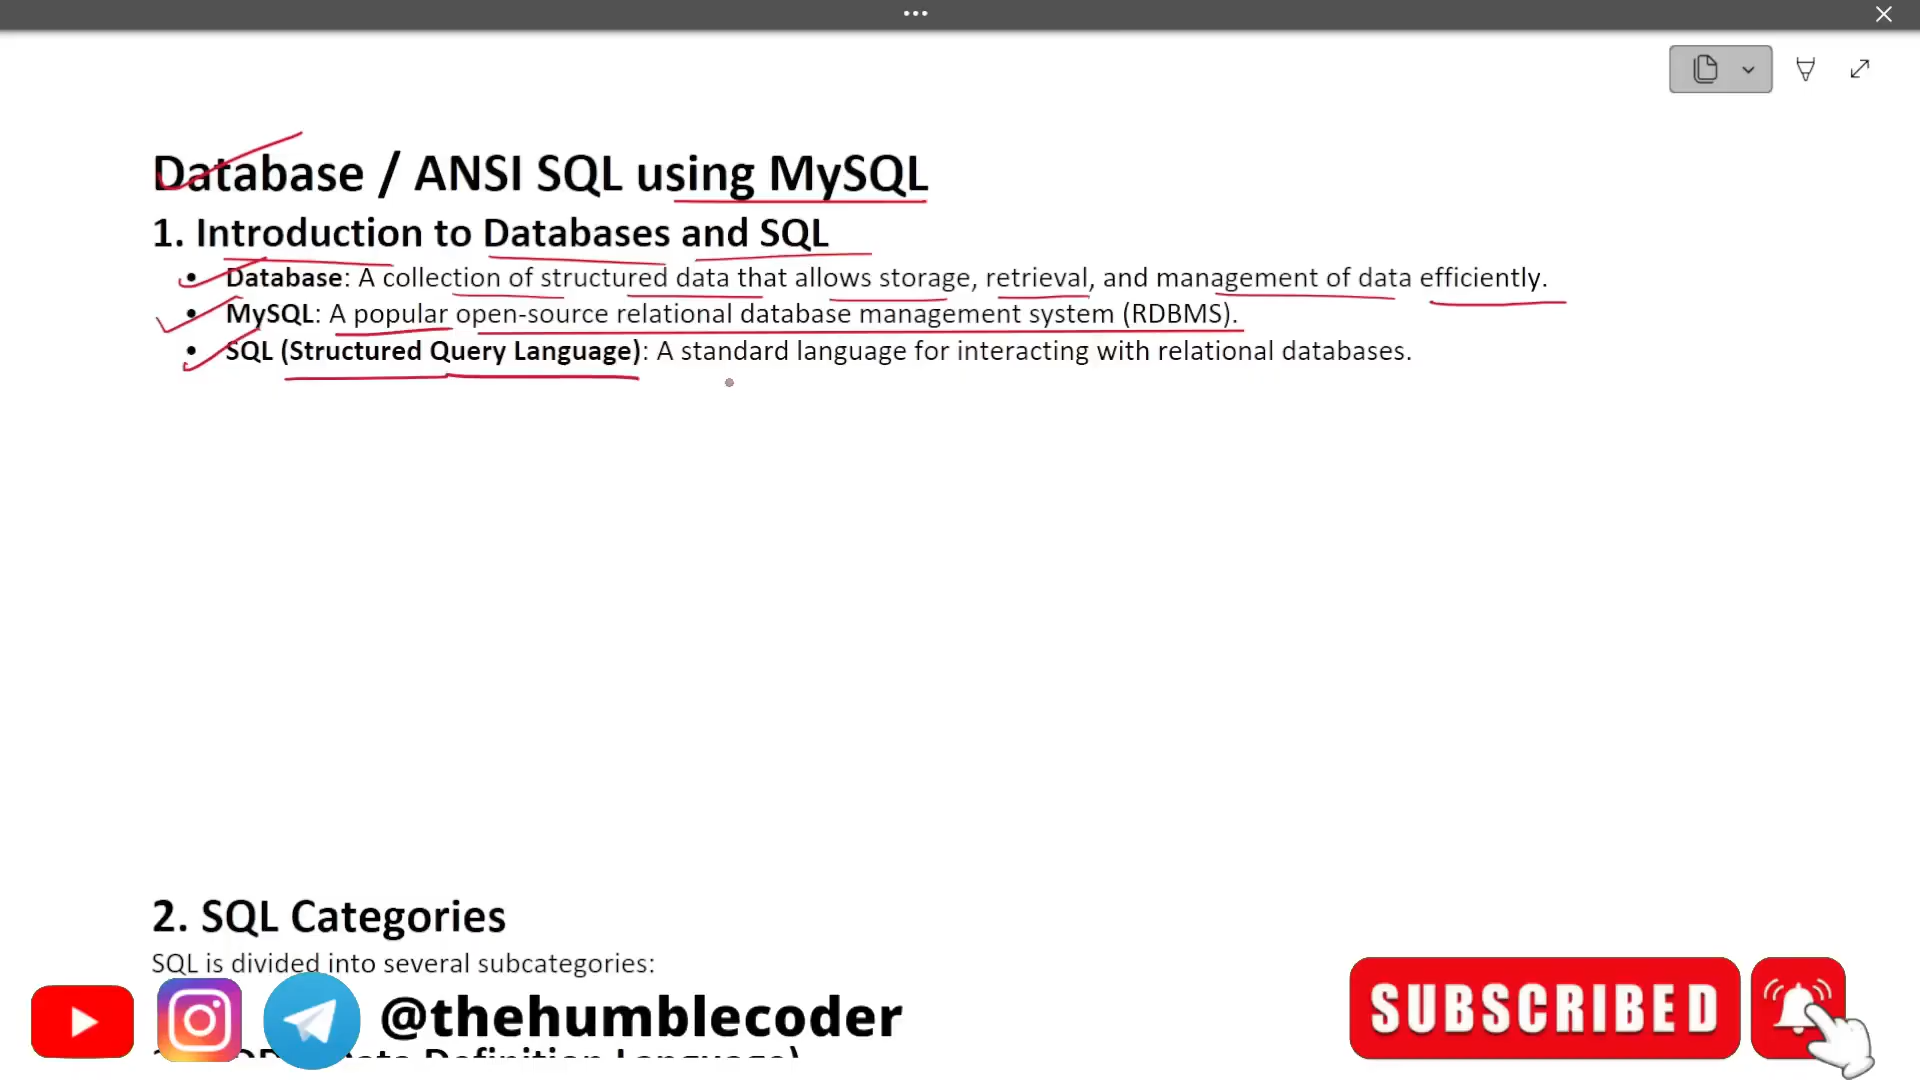 Database / ANSI SQL using MySQL
1. Introduction to Databases and SQL
• Database: A collection of structured data that allows storage, retrieval, and management of data efficiently.
• MySQL: A popular open-source relational database management system (RDBMS).
• SQL (Structured Query Language): A standard language for interacting with relational databases.
2. SQL Categories
SQL is divided into several subcategories:
@thehumblecoder
SUBSCRIBED
Definition Language)